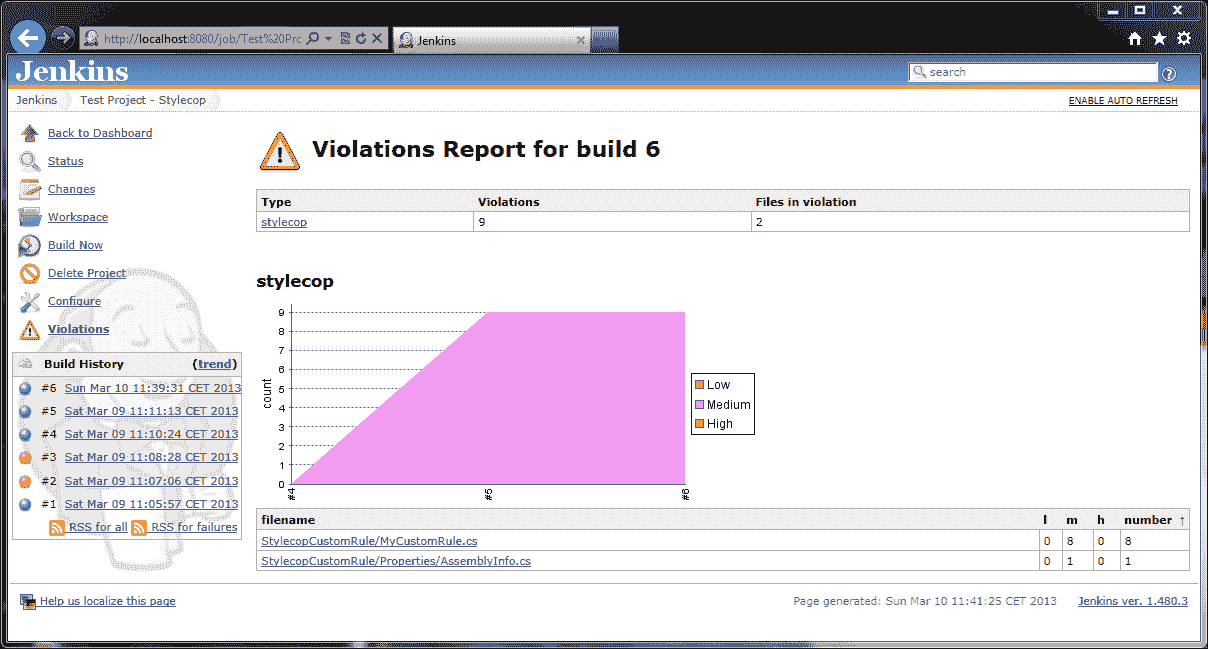 http://localhost:8080/job/Test%20Prc
Jenkins
Jenkins
search
Jenkins Test Project - Stylecop
ENABLE AUTO REFRESH
Back to Dashboard
Status
Changes
Workspace
Build Now
Delete Project
Configure
Violations
Build History (trend)
#6 Sun Mar 10 11:39:31 CET 2013
#5 Sat Mar 09 11:11:13 CET 2013
#4 Sat Mar 09 11:10:24 CET 2013
#3 Sat Mar 09 11:08:28 CET 2013
#2 Sat Mar 09 11:07:06 CET 2013
#1 Sat Mar 09 11:05:57 CET 2013
RSS for all RSS for failures
Violations Report for build 6
Type Violations Files in violation
stylecop 9 2
stylecop
9
8
7
6
5
4
3
2
1
0
count
#4 #5 #6
Low
Medium
High
filename l m h number ↑
StylecopCustomRule/MyCustomRule.cs 0 8 0 8
StylecopCustomRule/Properties/AssemblyInfo.cs 0 1 0 1
Help us localize this page
Page generated: Sun Mar 10 11:41:25 CET 2013 Jenkins ver. 1.480.3